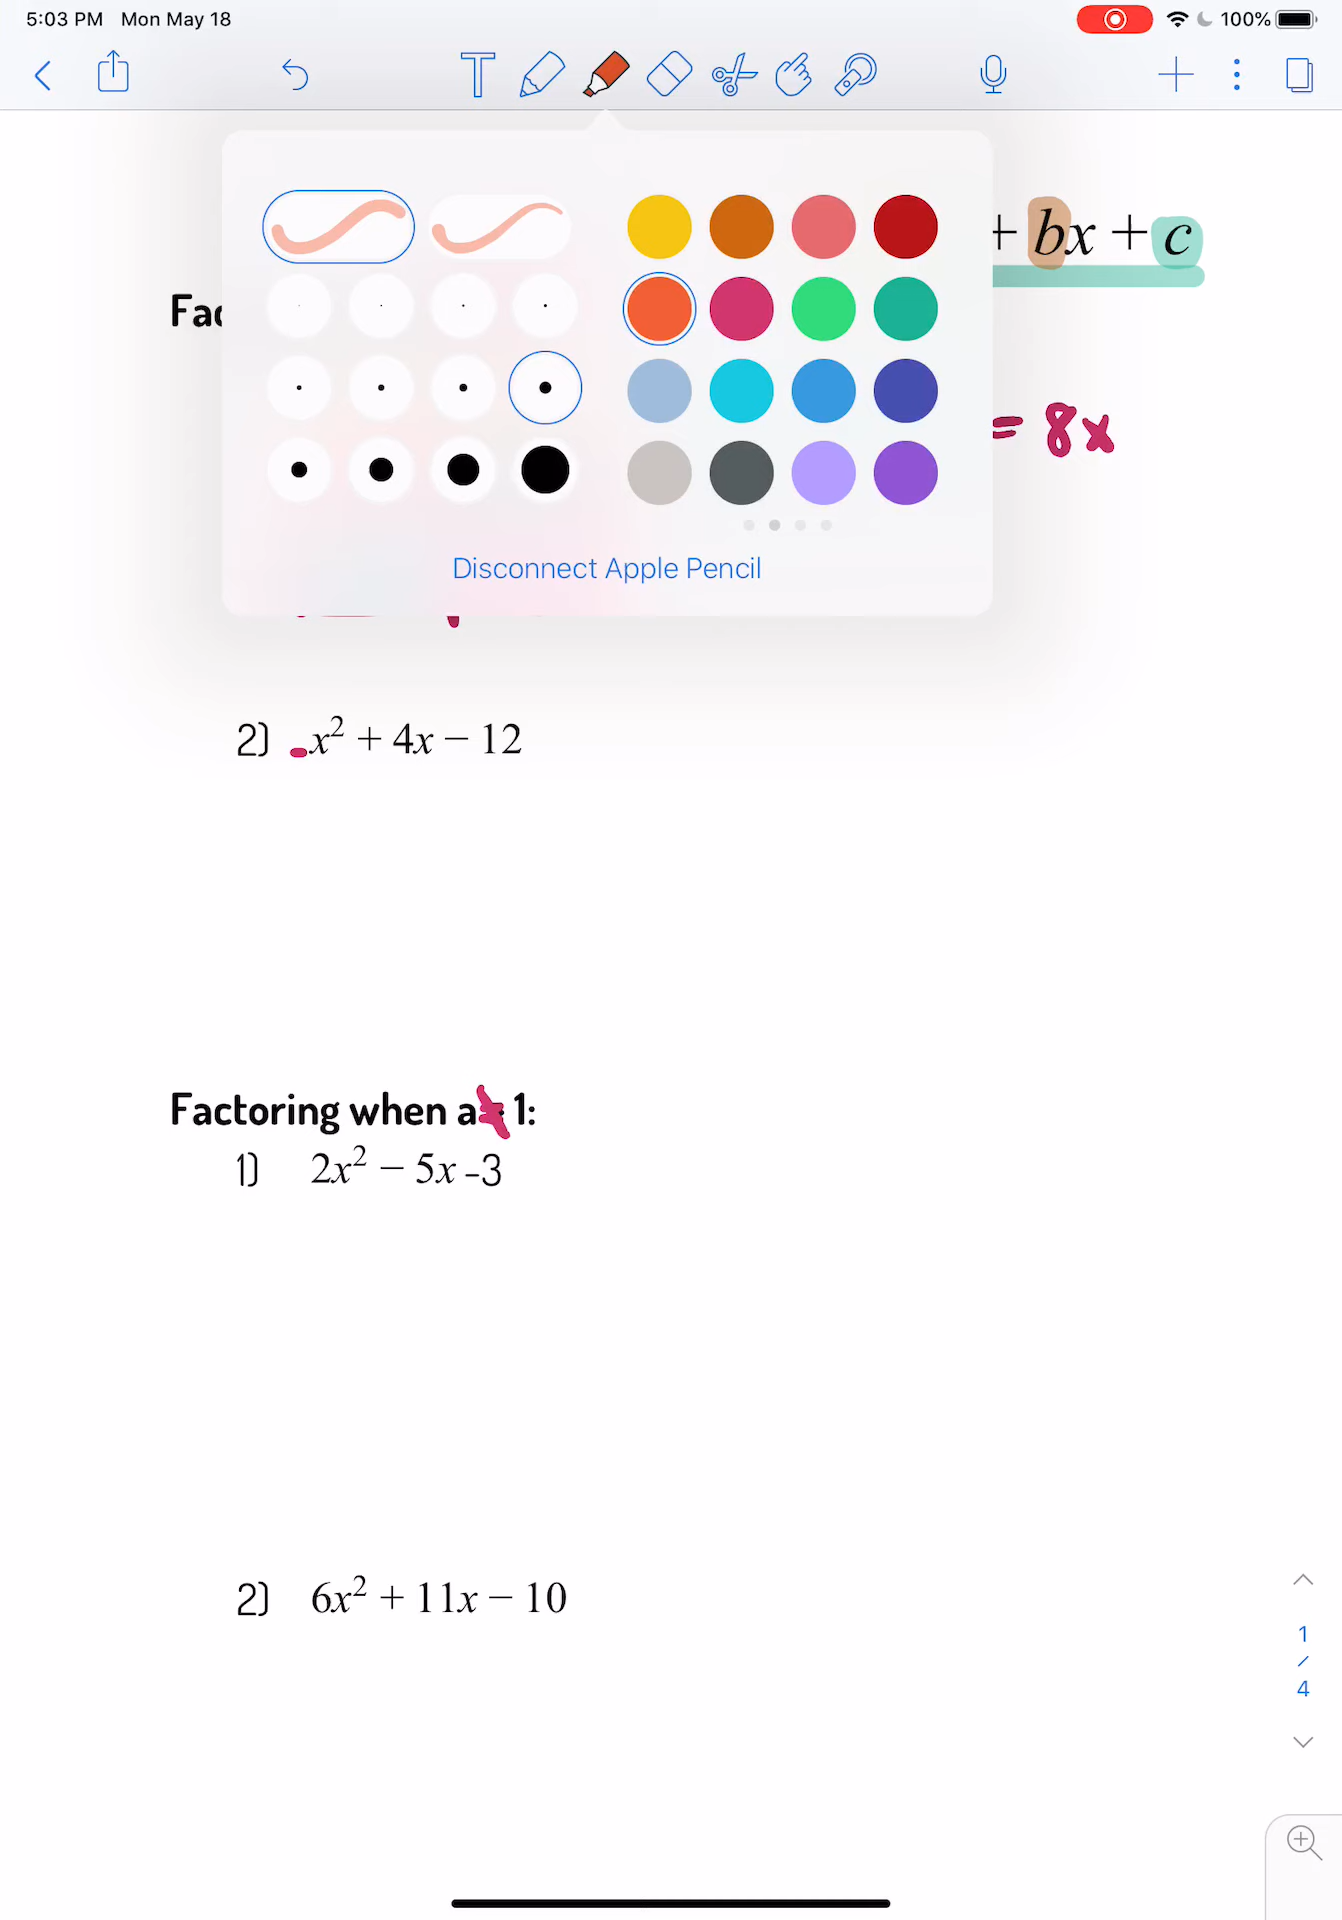 5:03 PM Mon May 18 100%
+ bx + c
Fac
= 8x
Disconnect Apple Pencil
2) x² + 4x − 12
Factoring when a ≠ 1:
1) 2x² − 5x -3
2) 6x² + 11x − 10
1
/
4